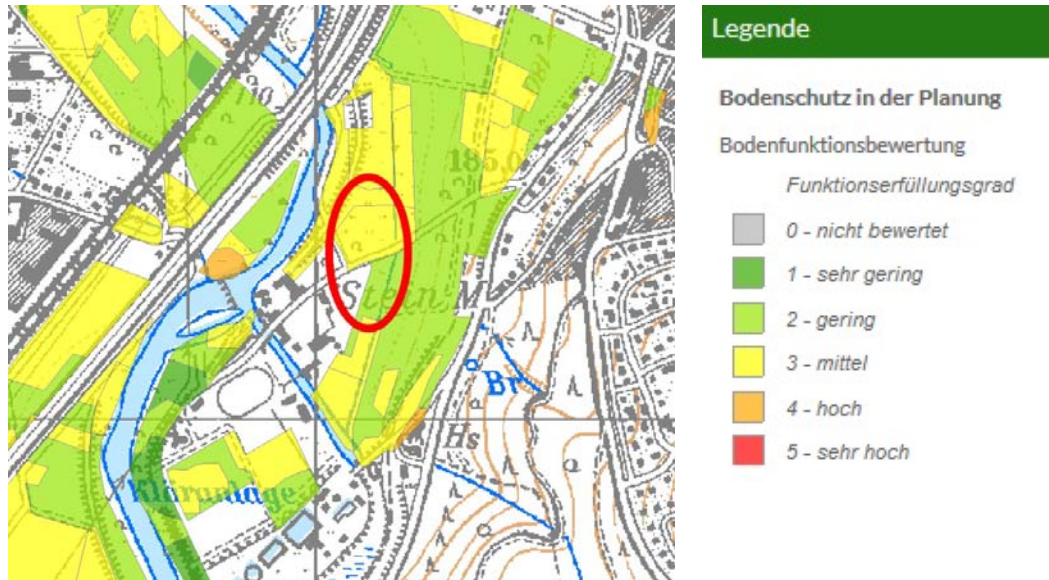 185,0
Stein M
Br
Hs
Kläranlage
Legende
Bodenschutz in der Planung
Bodenfunktionsbewertung
Funktionserfüllungsgrad
0 - nicht bewertet
1 - sehr gering
2 - gering
3 - mittel
4 - hoch
5 - sehr hoch